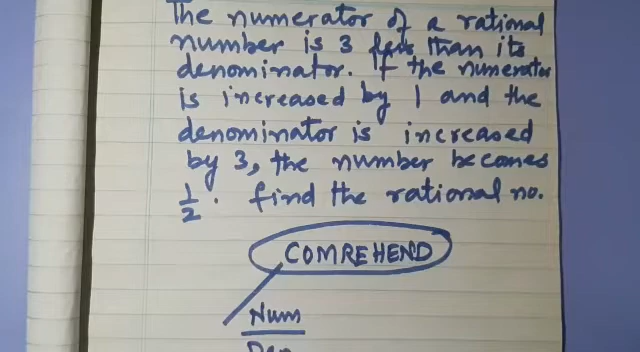 The numerator of a rational
number is 3 less than its
denominator. If the numerator
is increased by 1 and the
denominator is increased
by 3, the number becomes
1/2. find the rational no.
COMREHEND
Num
Den